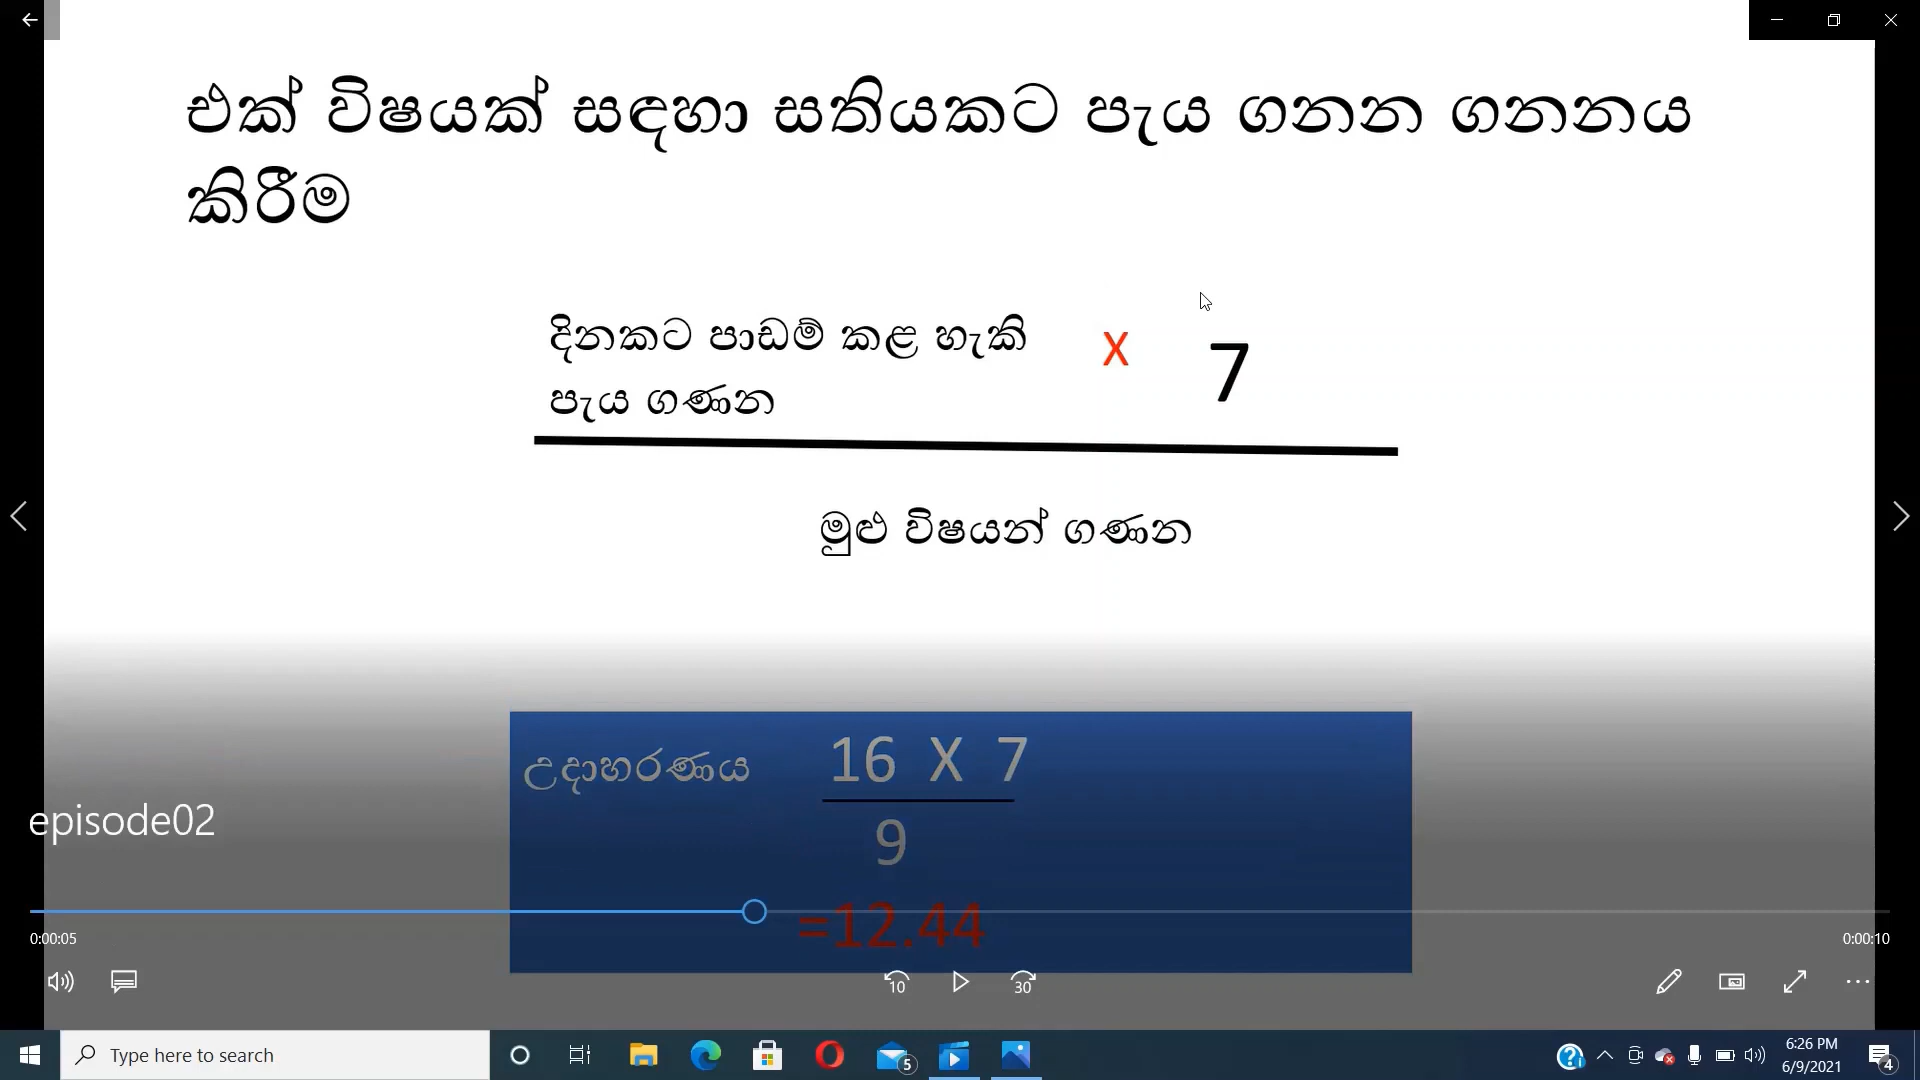 එක් විෂයක් සඳහා සතියකට පැය ගනන ගනනය
කිරීම
දිනකට පාඩම් කළ හැකි X 7
පැය ගණන
මුළු විෂයන් ගණන
උදාහරණය 16 X 7
9
=12.44
episode02
0:00:05 0:00:10
10 30
Type here to search
5
6:26 PM
6/9/2021
4